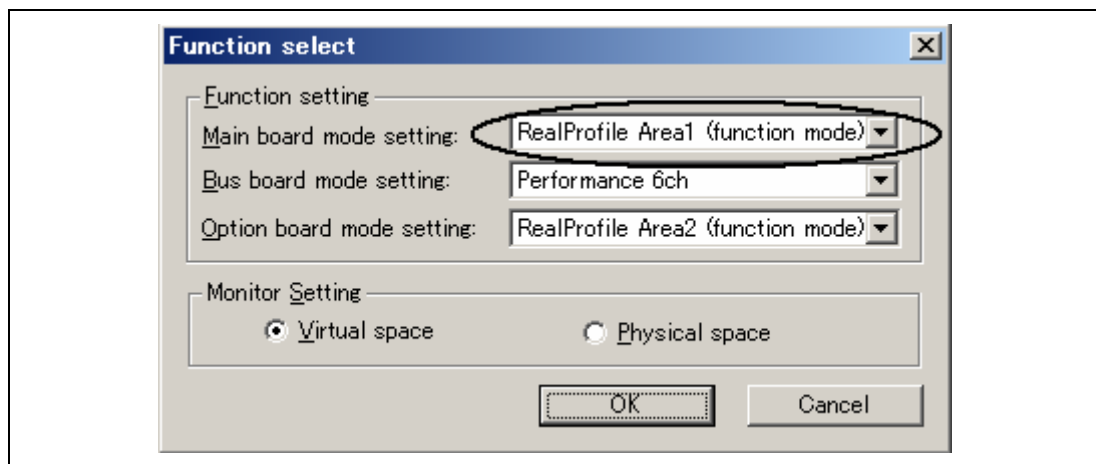 Function select
Function setting
Main board mode setting: RealProfile Area1 (function mode)
Bus board mode setting: Performance 6ch
Option board mode setting: RealProfile Area2 (function mode)
Monitor Setting
Virtual space Physical space
OK Cancel